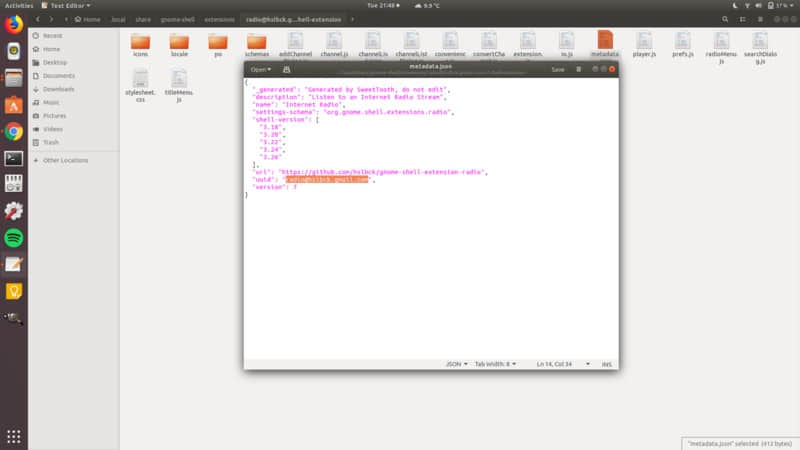 Activities
Text Editor
Tue 21:48
9.9 °C
17%
Home
.local
share
gnome-shell
extensions
radio@hslbck.g...hell-extension
Recent
Home
Desktop
Documents
Downloads
Music
Pictures
Videos
Trash
Other Locations
icons
locale
po
schemas
addChannel
channel.js
channelLis
channelList
convenienc
convertCha
extension.
io.js
metadata
player.js
prefs.js
radioMenu.
js
searchDialo
g.js
stylesheet.
css
titleMenu.
js
Open
metadata.json
Save
{
"_generated": "Generated by SweetTooth, do not edit",
"description": "Listen to an Internet Radio Stream",
"name": "Internet Radio",
"settings-schema": "org.gnome.shell.extensions.radio",
"shell-version": [
"3.18",
"3.20",
"3.22",
"3.24",
"3.26"
],
"url": "https://github.com/hslbck/gnome-shell-extension-radio",
"uuid": "radio@hslbck.gmail.com",
"version": 7
}
JSON
Tab Width: 8
Ln 14, Col 34
INS
"metadata.json" selected (412 bytes)